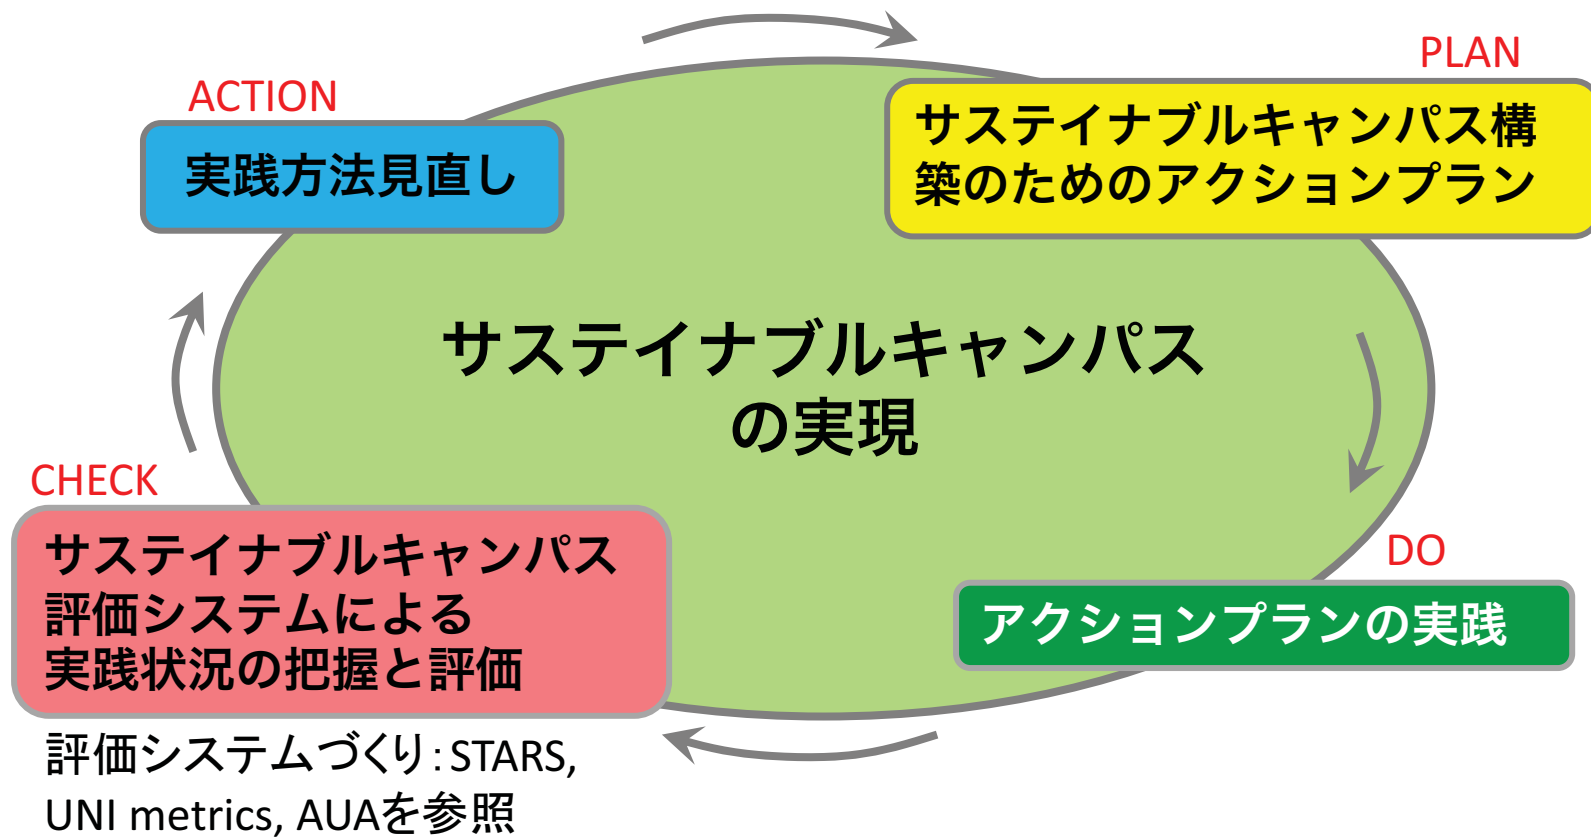 ACTION
実践方法見直し
PLAN
サステイナブルキャンパス構
築のためのアクションプラン
サステイナブルキャンパス
の実現
CHECK
サステイナブルキャンパス
評価システムによる
実践状況の把握と評価
DO
アクションプランの実践
評価システムづくり：STARS,
UNI metrics, AUAを参照